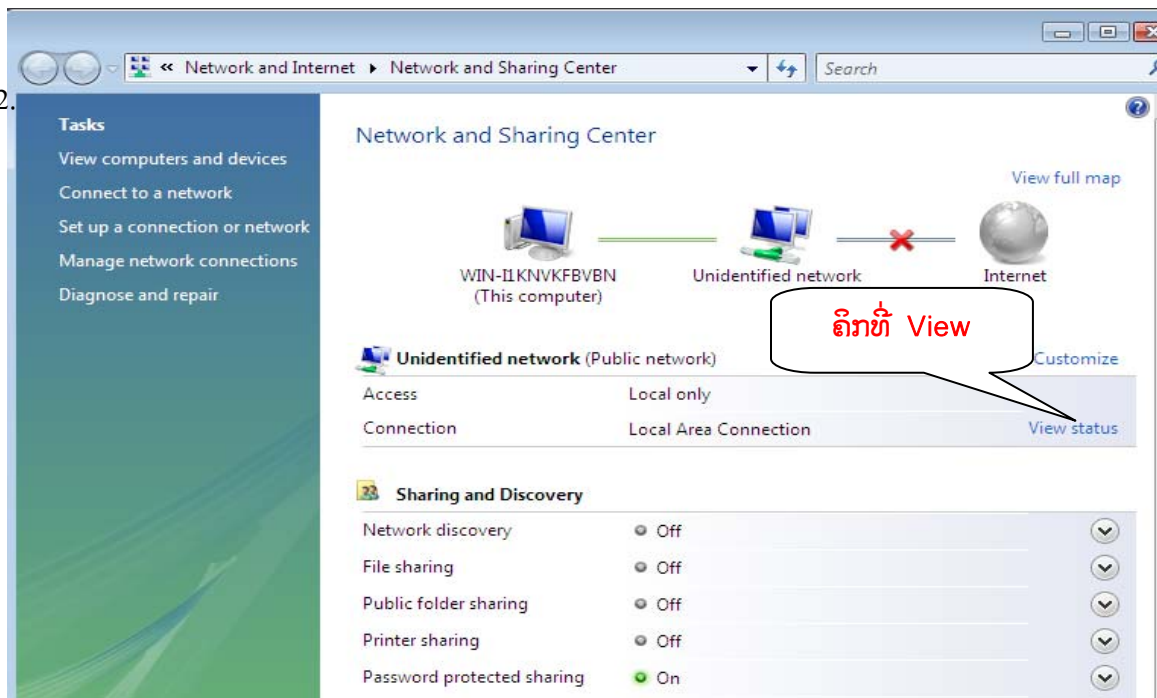 « Network and Internet ▸ Network and Sharing Center
Search
2.
Tasks
View computers and devices
Connect to a network
Set up a connection or network
Manage network connections
Diagnose and repair
Network and Sharing Center
View full map
WIN-I1KNVKFBVBN
(This computer)
Unidentified network
Internet
ຄິກທີ່ View
Unidentified network (Public network)
Customize
Access Local only
Connection Local Area Connection View status
Sharing and Discovery
Network discovery Off
File sharing Off
Public folder sharing Off
Printer sharing Off
Password protected sharing On